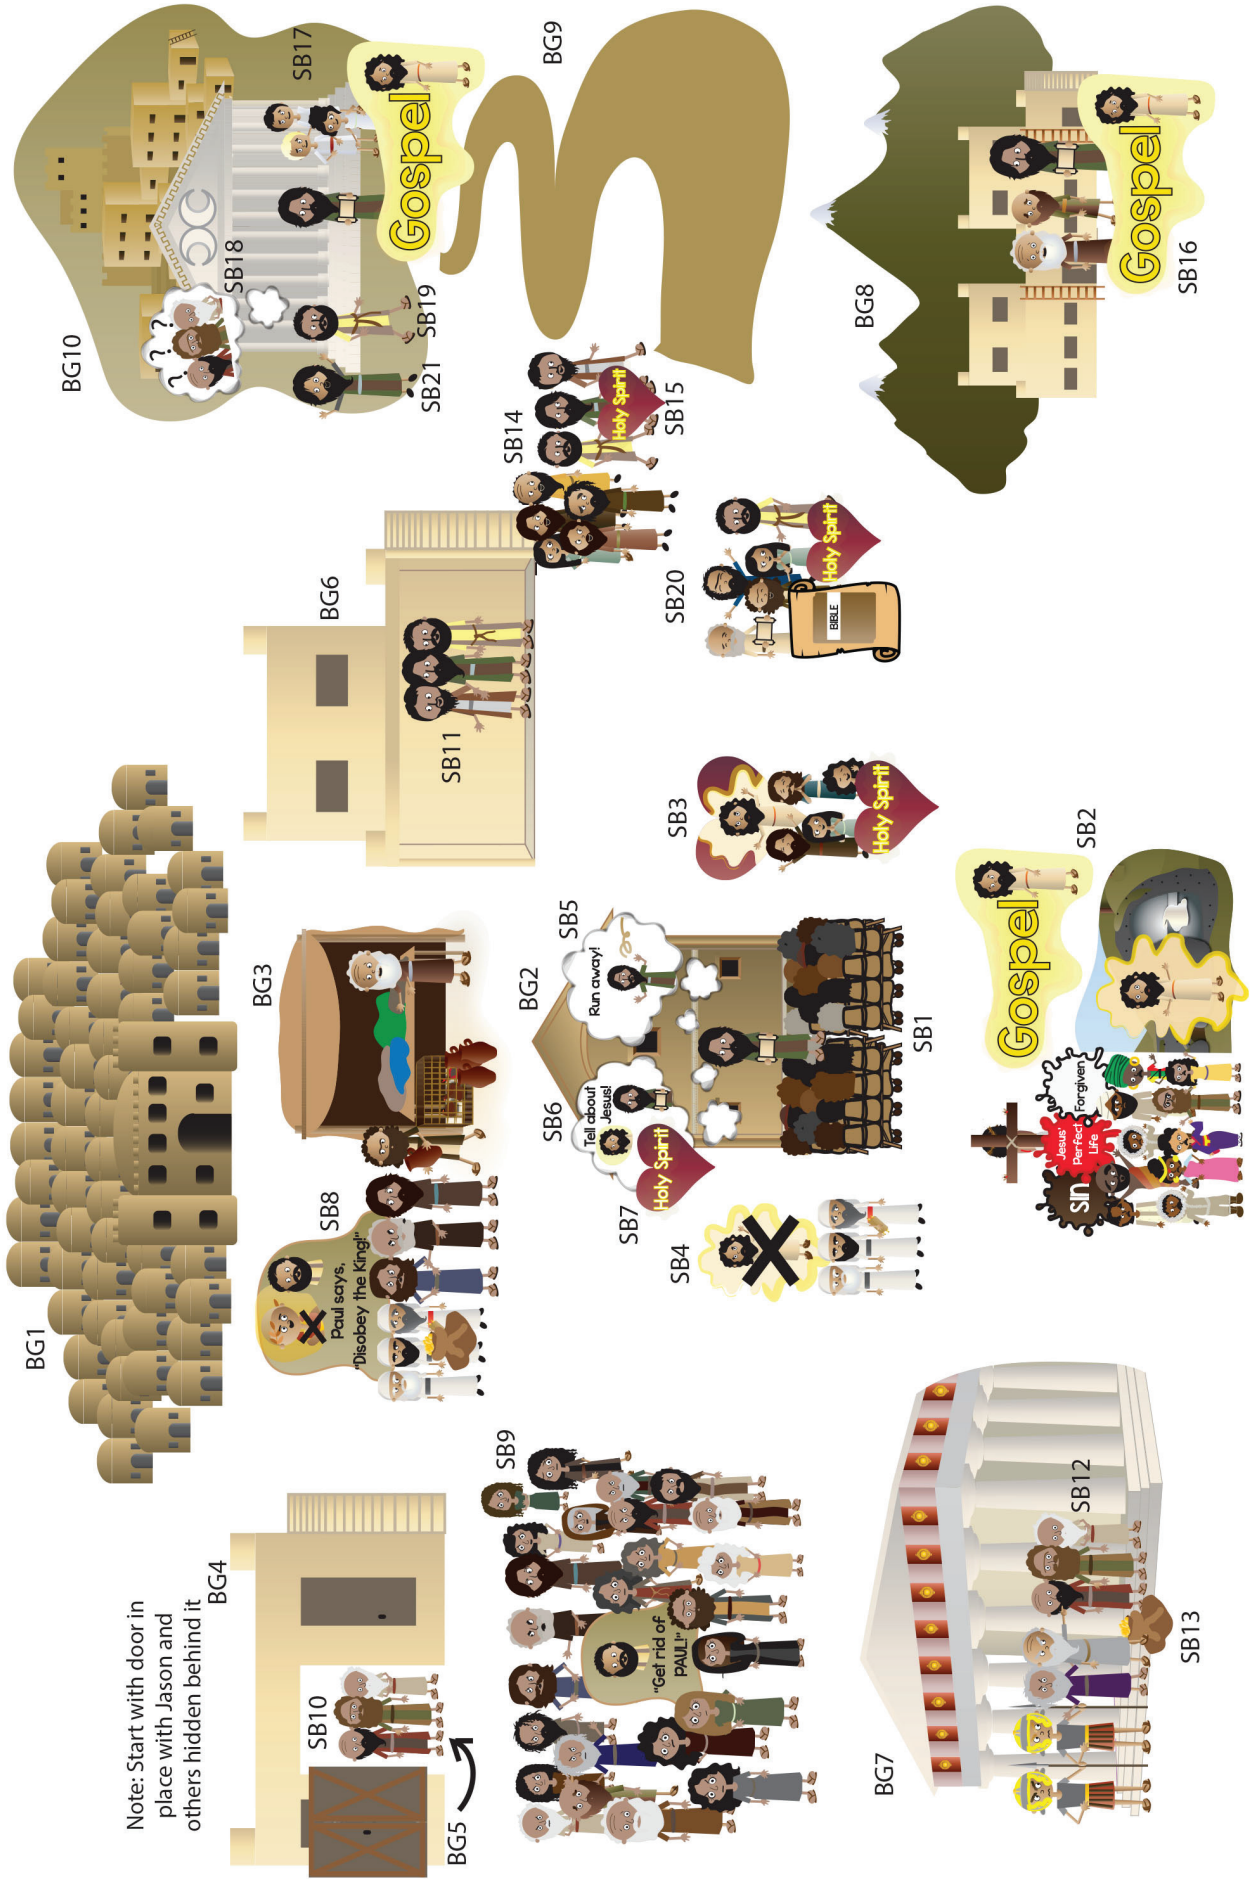 Note: Start with door in
place with Jason and
others hidden behind it
BG4
SB10
BG5
BG1
SB8
Paul says,
"Disobey the King!"
BG3
BG6
SB11
BG10
SB18
?
?
?
SB17
SB21
SB19
Gospel
SB9
"Get rid of
PAUL!"
SB4
SB7
Holy Spirit
SB6
Tell about
Jesus!
BG2
Run away!
SB5
SB1
SB3
Holy Spirit
SB20
BIBLE
Holy Spirit
SB14
Holy Spirit
SB15
BG9
BG7
SB12
SB13
Sin
Jesus'
Perfect
Life
Forgiven
Gospel
SB2
BG8
Gospel
SB16